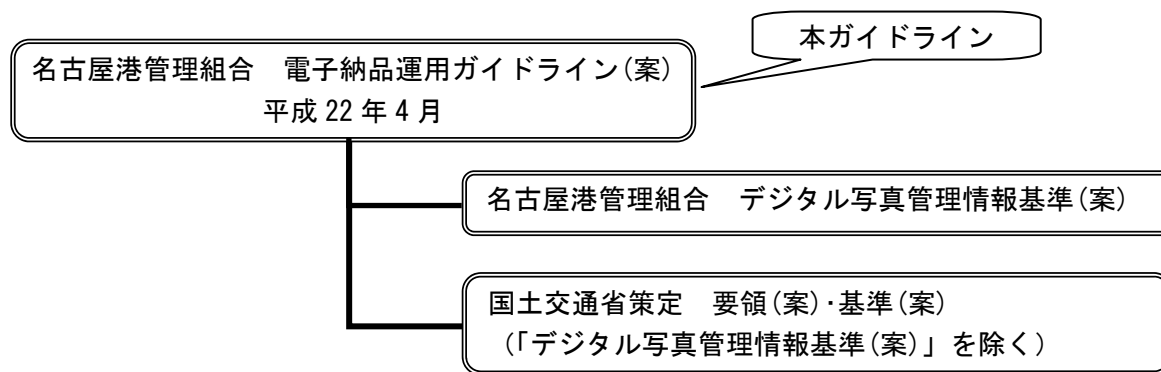 本ガイドライン
名古屋港管理組合　電子納品運用ガイドライン(案)
平成 22 年 4 月
名古屋港管理組合　デジタル写真管理情報基準(案)
国土交通省策定　要領(案)・基準(案)
(「デジタル写真管理情報基準(案)」を除く)